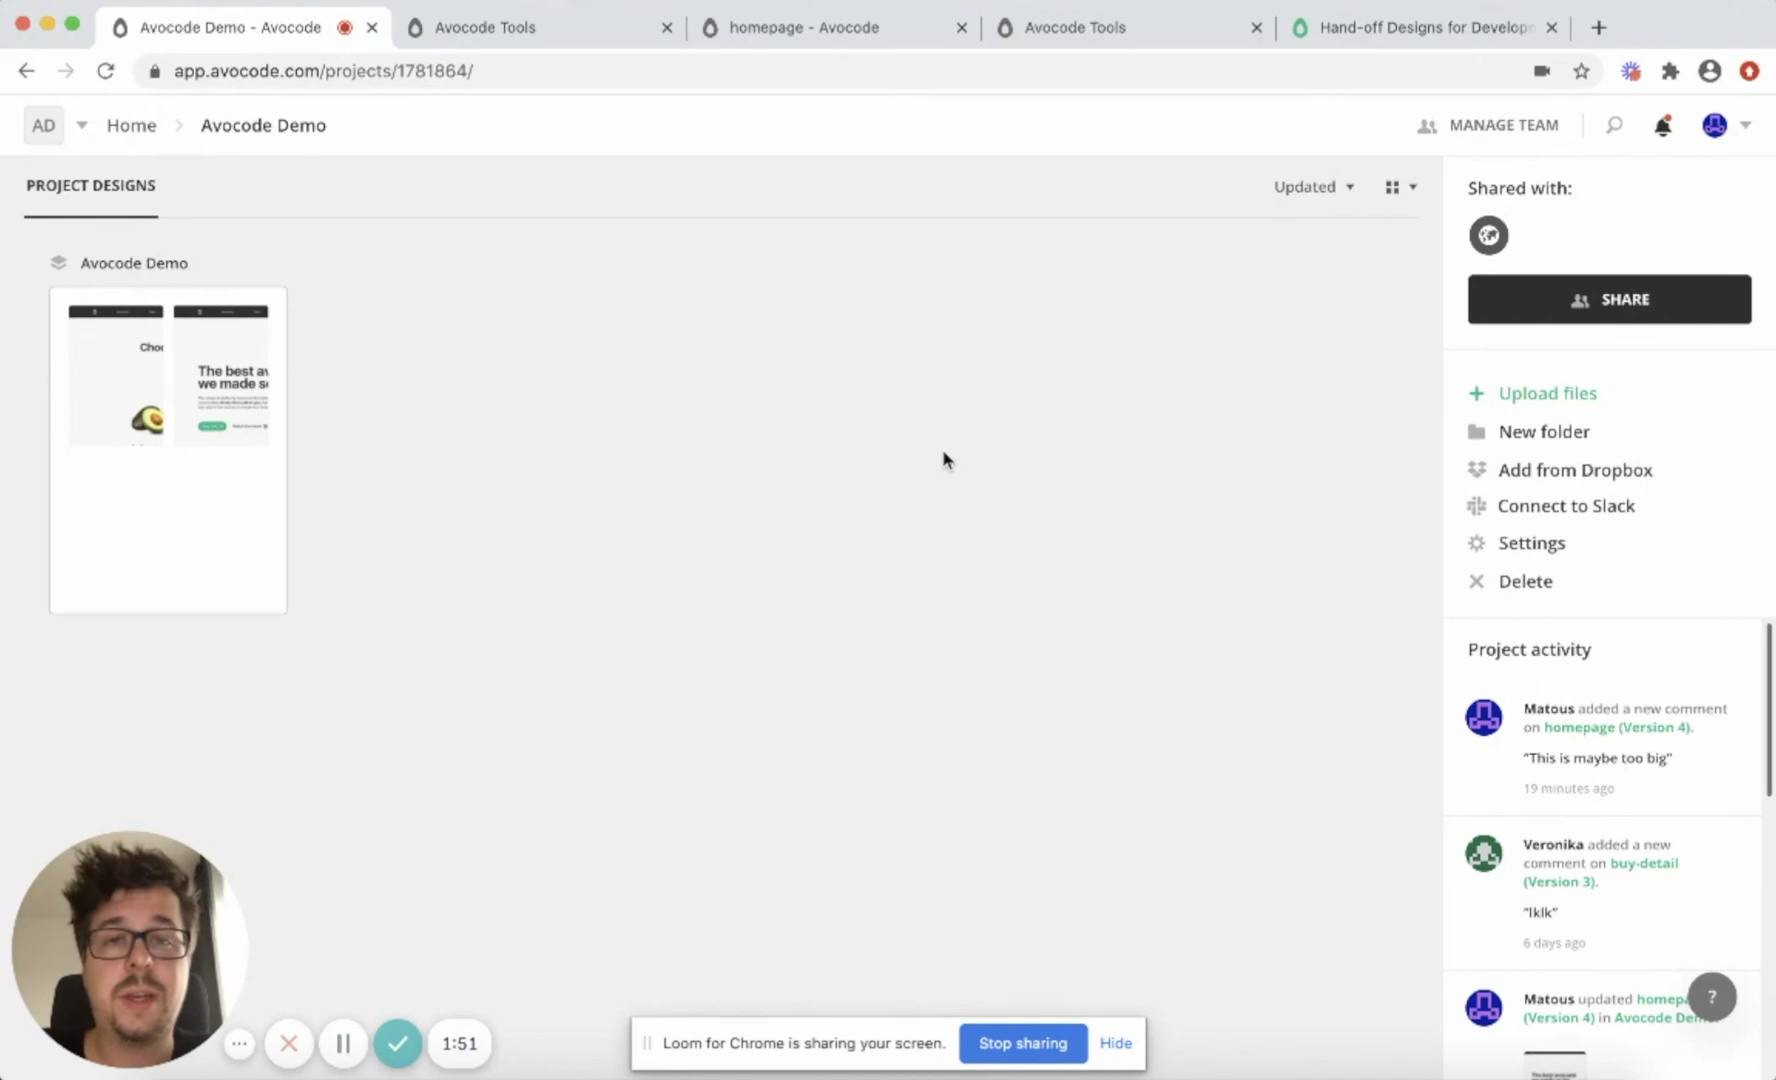 Avocode Demo - Avocode
Avocode Tools
homepage - Avocode
Avocode Tools
Hand-off Designs for Develop
app.avocode.com/projects/1781864/
AD
Home
Avocode Demo
MANAGE TEAM
PROJECT DESIGNS
Updated
Shared with:
SHARE
Avocode Demo
Choo
The best av
we made s
Upload files
New folder
Add from Dropbox
Connect to Slack
Settings
Delete
Project activity
Matous added a new comment
on homepage (Version 4).
“This is maybe too big”
19 minutes ago
Veronika added a new
comment on buy-detail
(Version 3).
“lklk”
6 days ago
Matous updated homep
(Version 4) in Avocode Dem
?
1:51
Loom for Chrome is sharing your screen.
Stop sharing
Hide